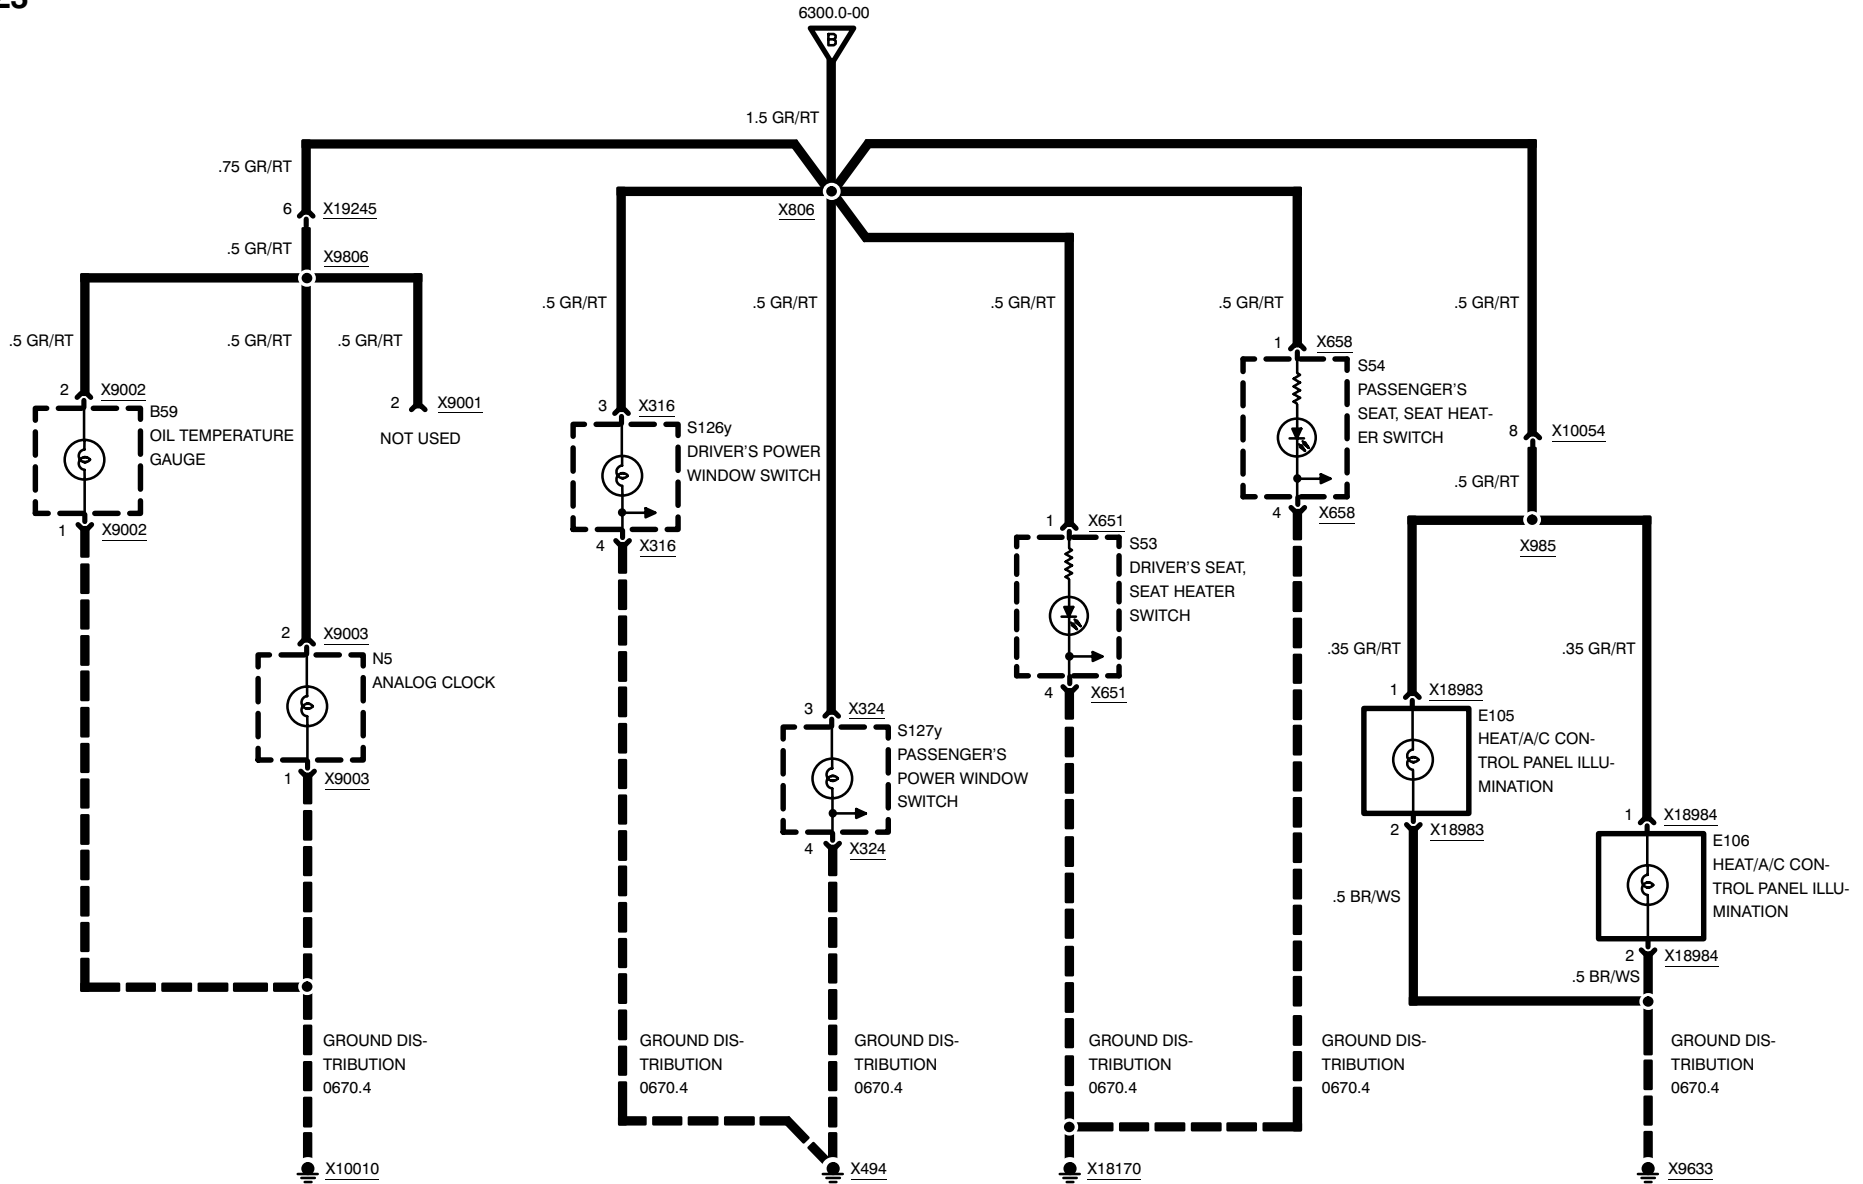 6300.0-00
B
1.5 GR/RT
.75 GR/RT
6 X19245
X806
.5 GR/RT
X9806
.5 GR/RT
.5 GR/RT
.5 GR/RT
.5 GR/RT
.5 GR/RT
.5 GR/RT
.5 GR/RT
.5 GR/RT
1 X658
S54
PASSENGER'S
SEAT, SEAT HEAT-
ER SWITCH
4 X658
2 X9002
B59
OIL TEMPERATURE
GAUGE
1 X9002
2 X9001
NOT USED
3 X316
S126y
DRIVER'S POWER
WINDOW SWITCH
4 X316
8 X10054
.5 GR/RT
X985
1 X651
S53
DRIVER'S SEAT,
SEAT HEATER
SWITCH
4 X651
2 X9003
N5
ANALOG CLOCK
1 X9003
.35 GR/RT
.35 GR/RT
1 X18983
E105
HEAT/A/C CON-
TROL PANEL ILLU-
MINATION
2 X18983
3 X324
S127y
PASSENGER'S
POWER WINDOW
SWITCH
4 X324
1 X18984
E106
HEAT/A/C CON-
TROL PANEL ILLU-
MINATION
2 X18984
.5 BR/WS
.5 BR/WS
GROUND DIS-
TRIBUTION
0670.4
GROUND DIS-
TRIBUTION
0670.4
GROUND DIS-
TRIBUTION
0670.4
GROUND DIS-
TRIBUTION
0670.4
GROUND DIS-
TRIBUTION
0670.4
GROUND DIS-
TRIBUTION
0670.4
X10010
X494
X18170
X9633